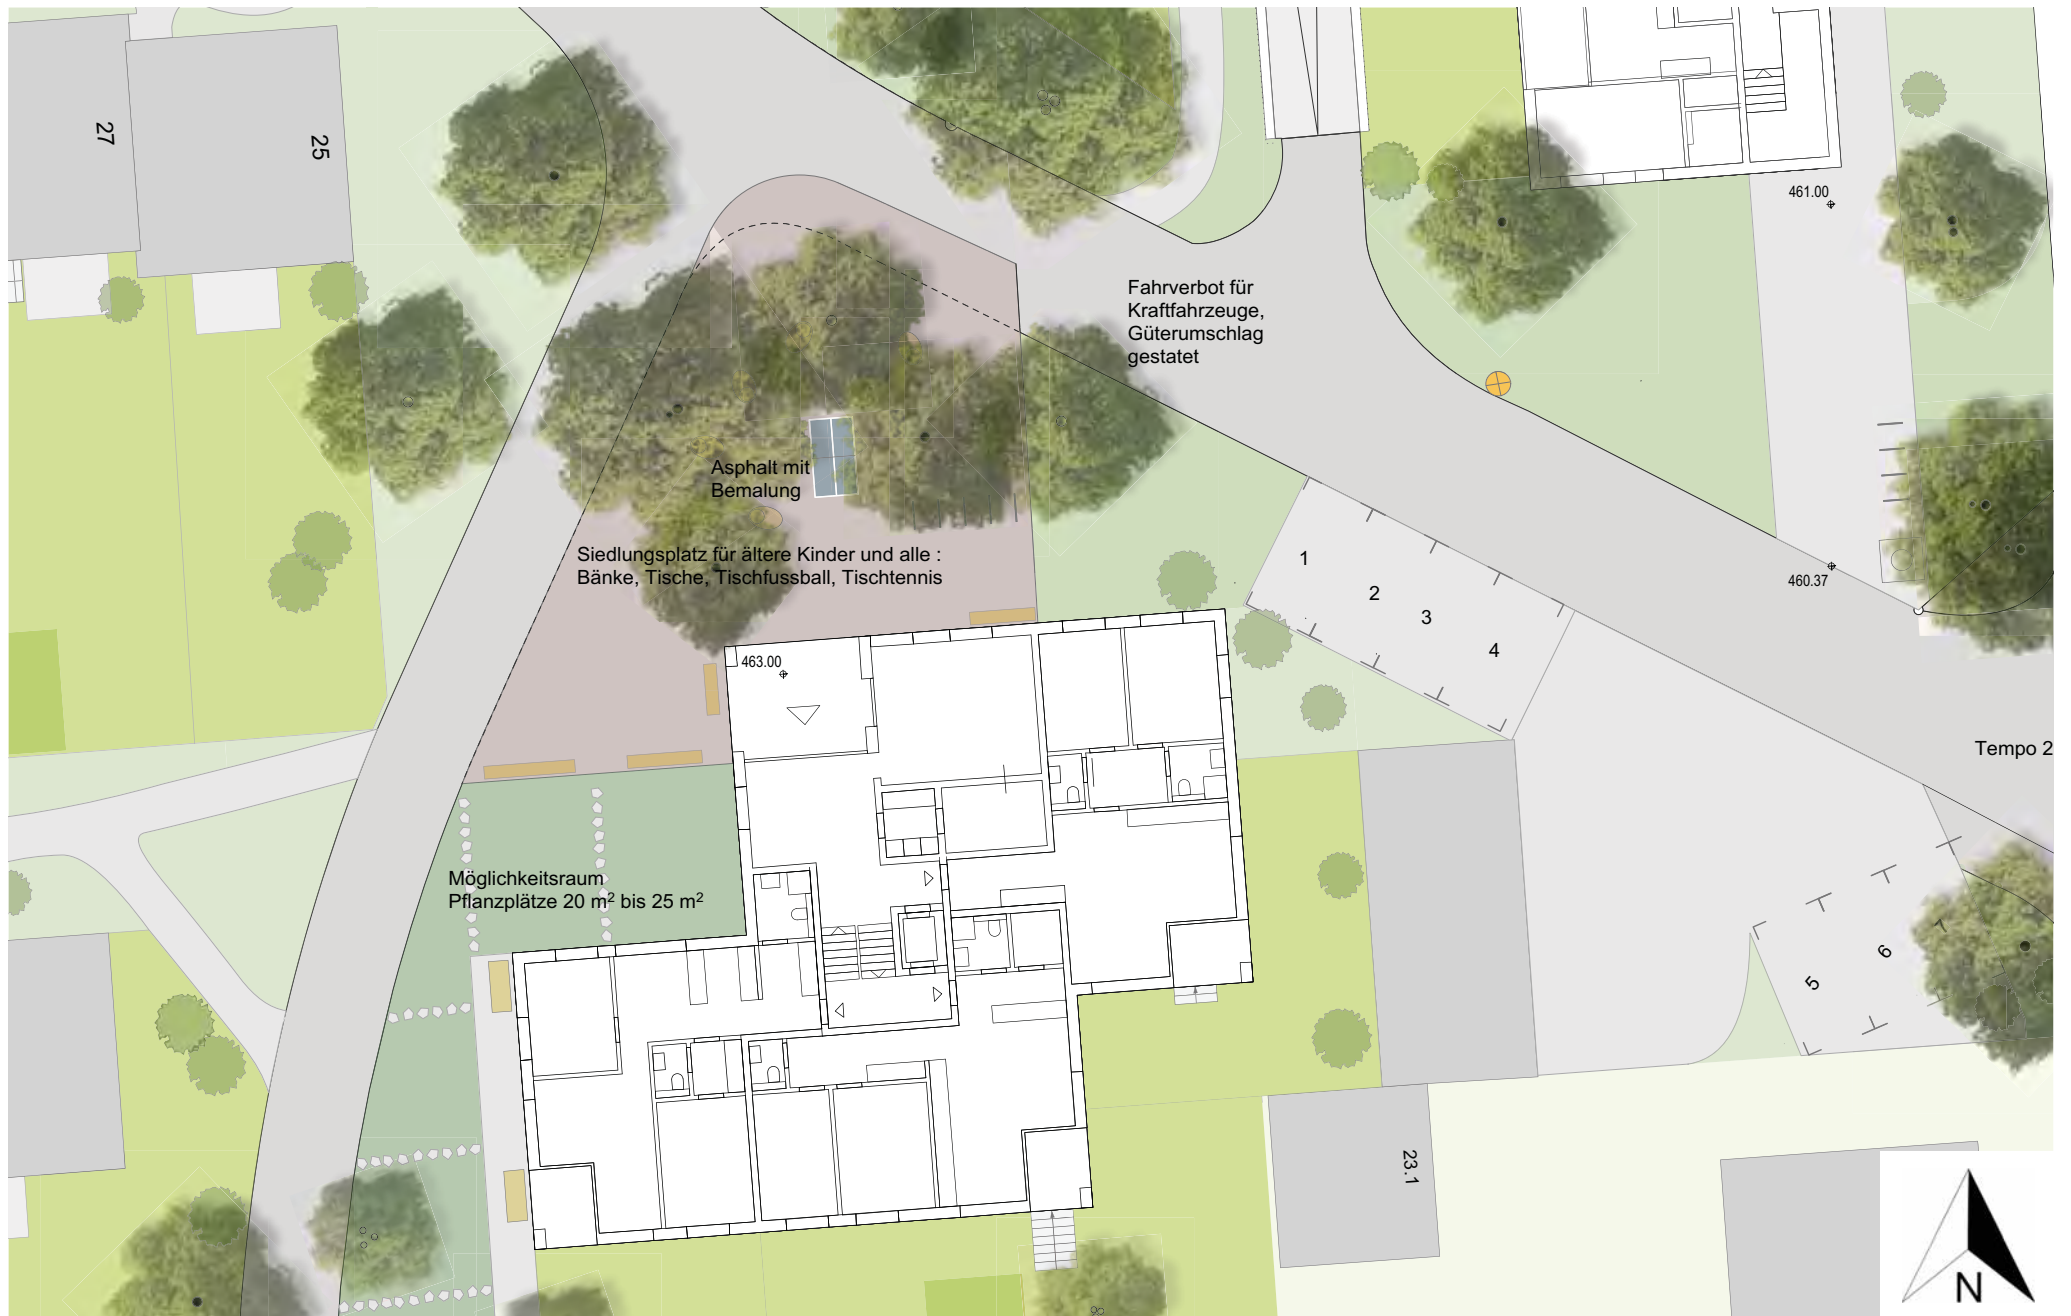 27
25
461.00
Fahrverbot für
Kraftfahrzeuge,
Güterumschlag
gestatet
Asphalt mit
Bemalung
Siedlungsplatz für ältere Kinder und alle :
Bänke, Tische, Tischfussball, Tischtennis
1
2
3
4
460.37
463.00
Tempo 2
Möglichkeitsraum
Pflanzplätze 20 m² bis 25 m²
5
6
7
23.1
N